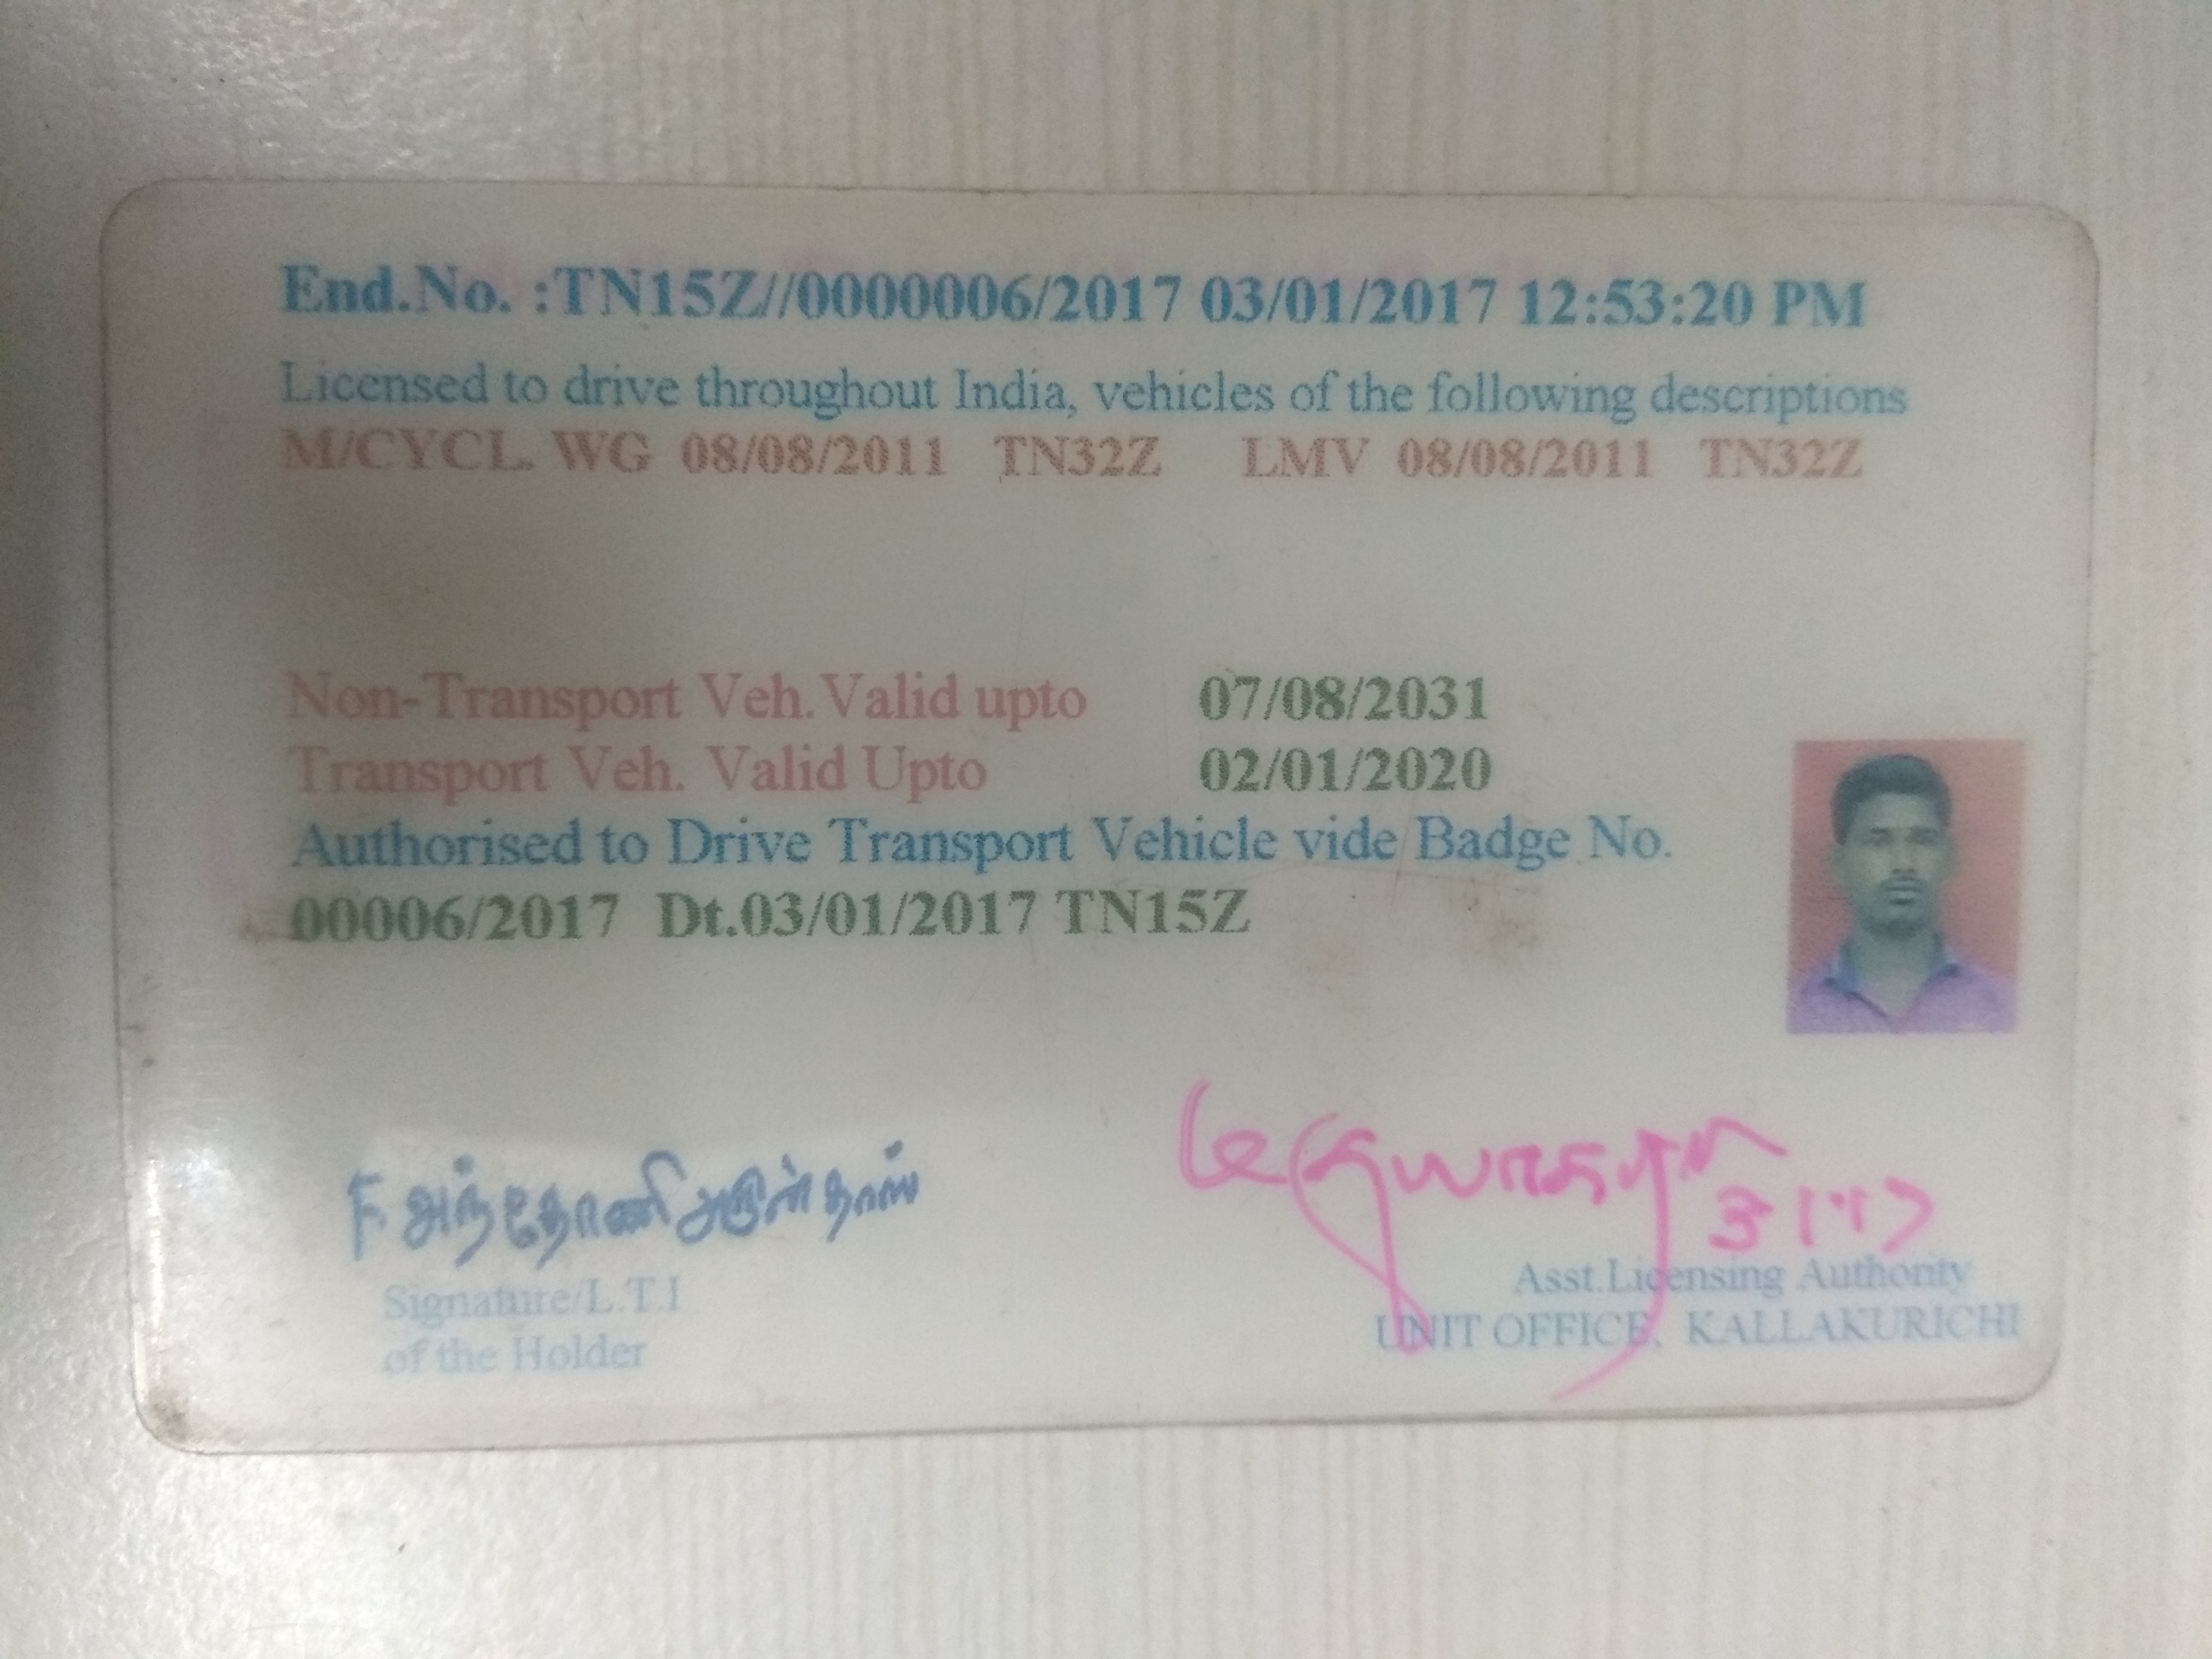 End.No. :TN15Z//0000006/2017 03/01/2017 12:53:20 PM
Licensed to drive throughout India, vehicles of the following descriptions
M/CYCL. WG 08/08/2011 TN32Z LMV 08/08/2011 TN32Z
Non-Transport Veh.Valid upto 07/08/2031
Transport Veh. Valid Upto 02/01/2020
Authorised to Drive Transport Vehicle vide Badge No.
00006/2017 Dt.03/01/2017 TN15Z
F அந்தோணி அருள் தாஸ்
Signature/L.T.I
of the Holder
Asst.Licensing Authority
UNIT OFFICE, KALLAKURICHI